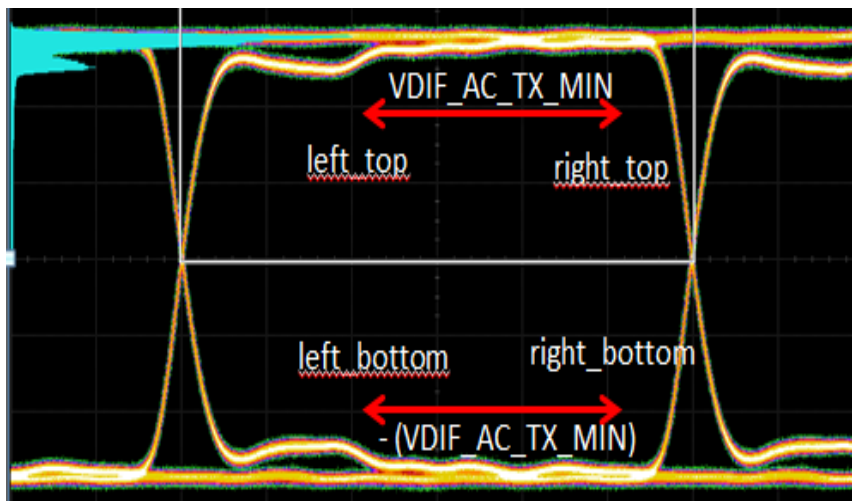 VDIF_AC_TX_MIN
left_top
right_top
left_bottom
right_bottom
- (VDIF_AC_TX_MIN)